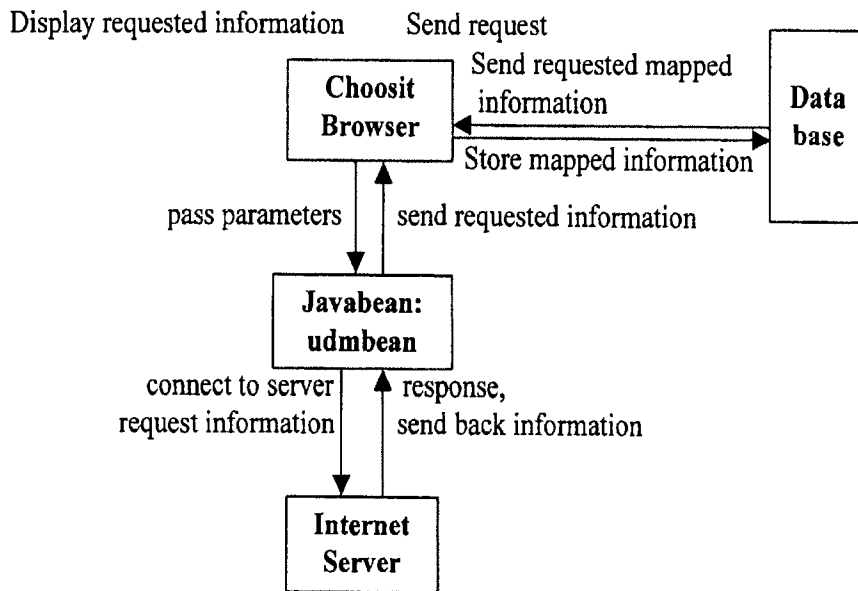 Display requested information
Send request
Choosit
Browser
Send requested mapped
information
Data
base
Store mapped information
pass parameters
send requested information
Javabean:
udmbean
connect to server
request information
response,
send back information
Internet
Server